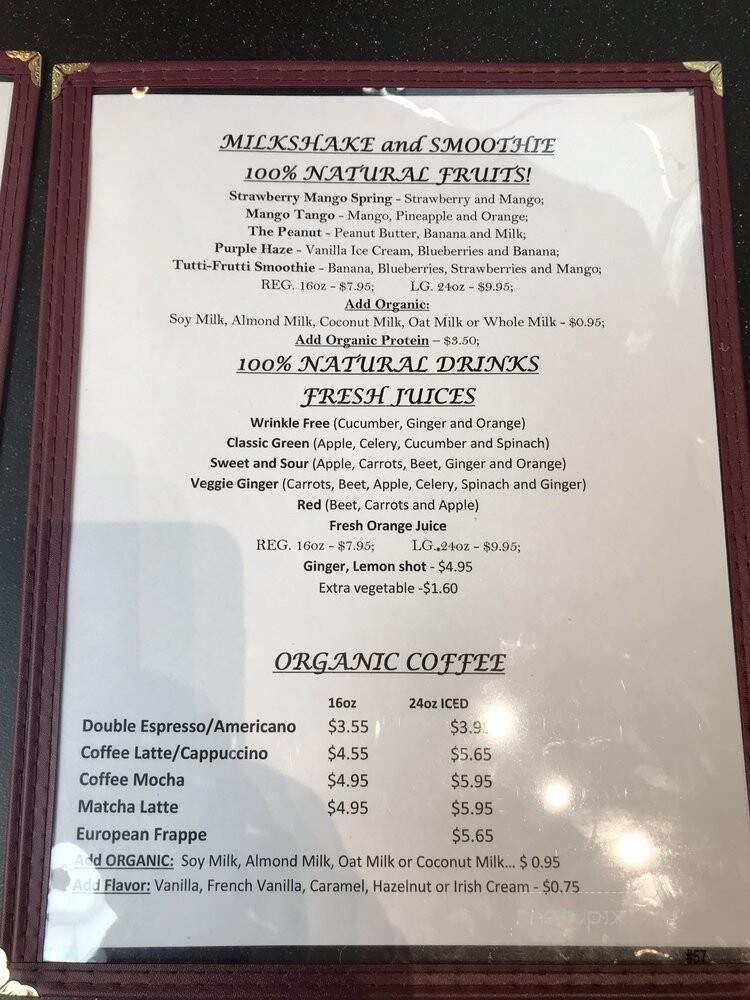 MILKSHAKE and SMOOTHIE
100% NATURAL FRUITS!
Strawberry Mango Spring - Strawberry and Mango;
Mango Tango - Mango, Pineapple and Orange;
The Peanut - Peanut Butter, Banana and Milk;
Purple Haze - Vanilla Ice Cream, Blueberries and Banana;
Tutti-Frutti Smoothie - Banana, Blueberries, Strawberries and Mango;
REG. 16oz - $7.95; LG. 24oz - $9.95;
Add Organic:
Soy Milk, Almond Milk, Coconut Milk, Oat Milk or Whole Milk - $0.95;
Add Organic Protein – $3.50;
100% NATURAL DRINKS
FRESH JUICES
Wrinkle Free (Cucumber, Ginger and Orange)
Classic Green (Apple, Celery, Cucumber and Spinach)
Sweet and Sour (Apple, Carrots, Beet, Ginger and Orange)
Veggie Ginger (Carrots, Beet, Apple, Celery, Spinach and Ginger)
Red (Beet, Carrots and Apple)
Fresh Orange Juice
REG. 16oz - $7.95; LG. 24oz - $9.95;
Ginger, Lemon shot - $4.95
Extra vegetable -$1.60
ORGANIC COFFEE
16oz 24oz ICED
Double Espresso/Americano $3.55
Coffee Latte/Cappuccino $4.55 $5.65
Coffee Mocha $4.95 $5.95
Matcha Latte $4.95 $5.95
European Frappe $5.65
Add ORGANIC: Soy Milk, Almond Milk, Oat Milk or Coconut Milk... $ 0.95
Add Flavor: Vanilla, French Vanilla, Caramel, Hazelnut or Irish Cream - $0.75
#57